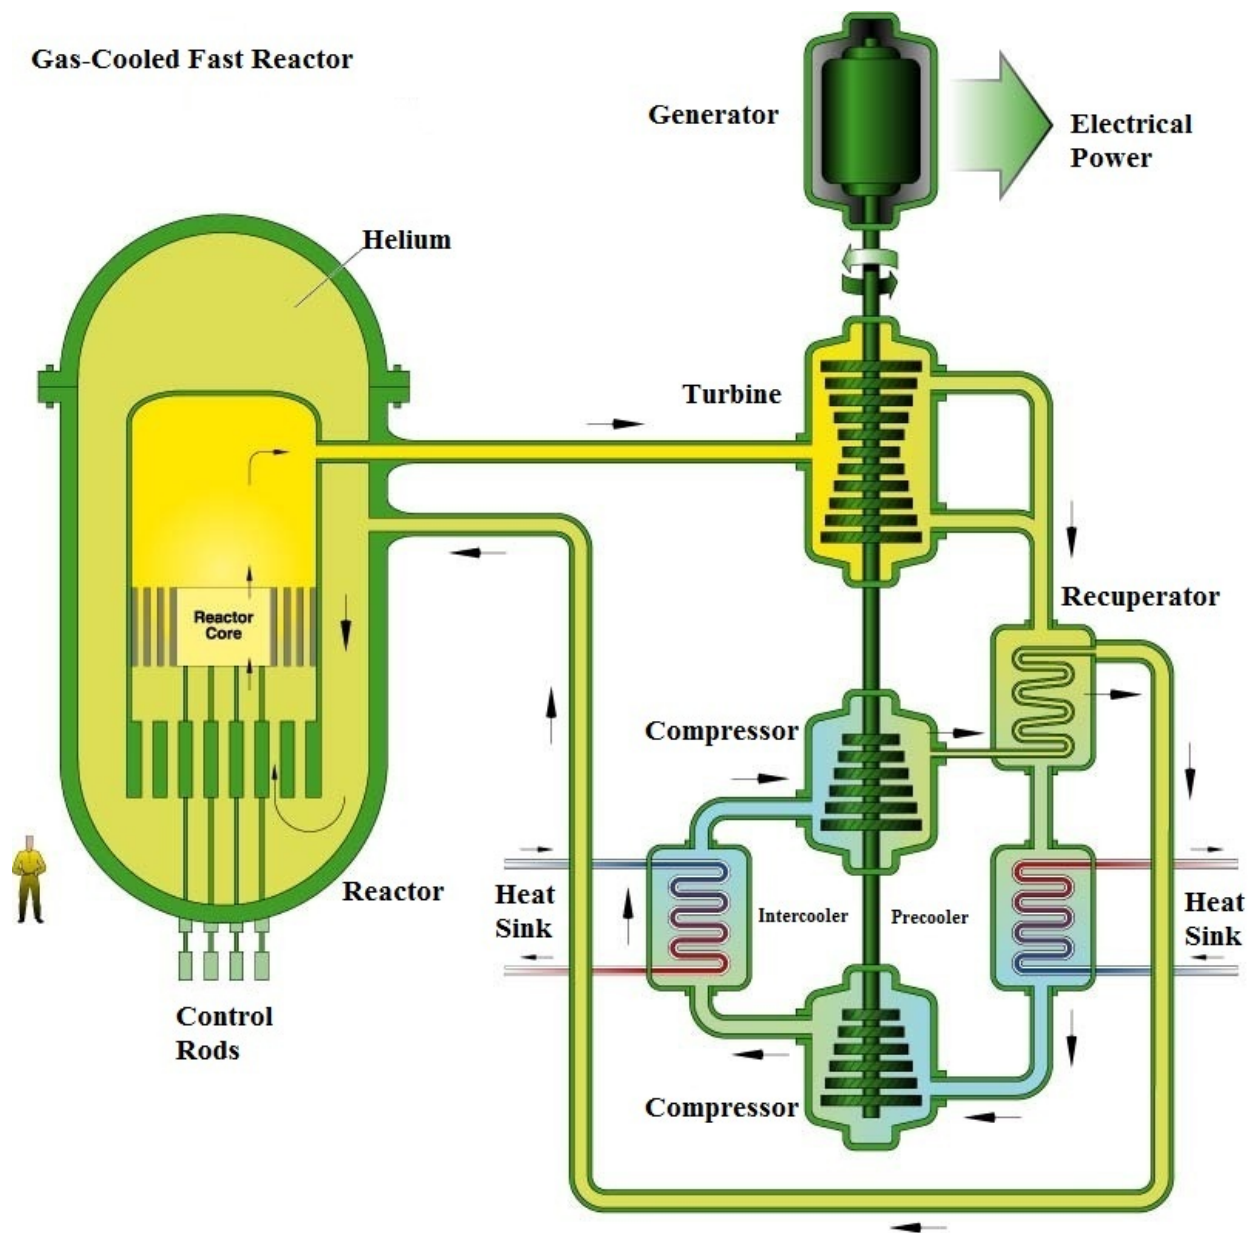 Gas-Cooled Fast Reactor
Generator
Electrical
Power
Helium
Turbine
Reactor
Core
Recuperator
Compressor
Reactor
Heat
Sink
Intercooler
Precooler
Heat
Sink
Control
Rods
Compressor